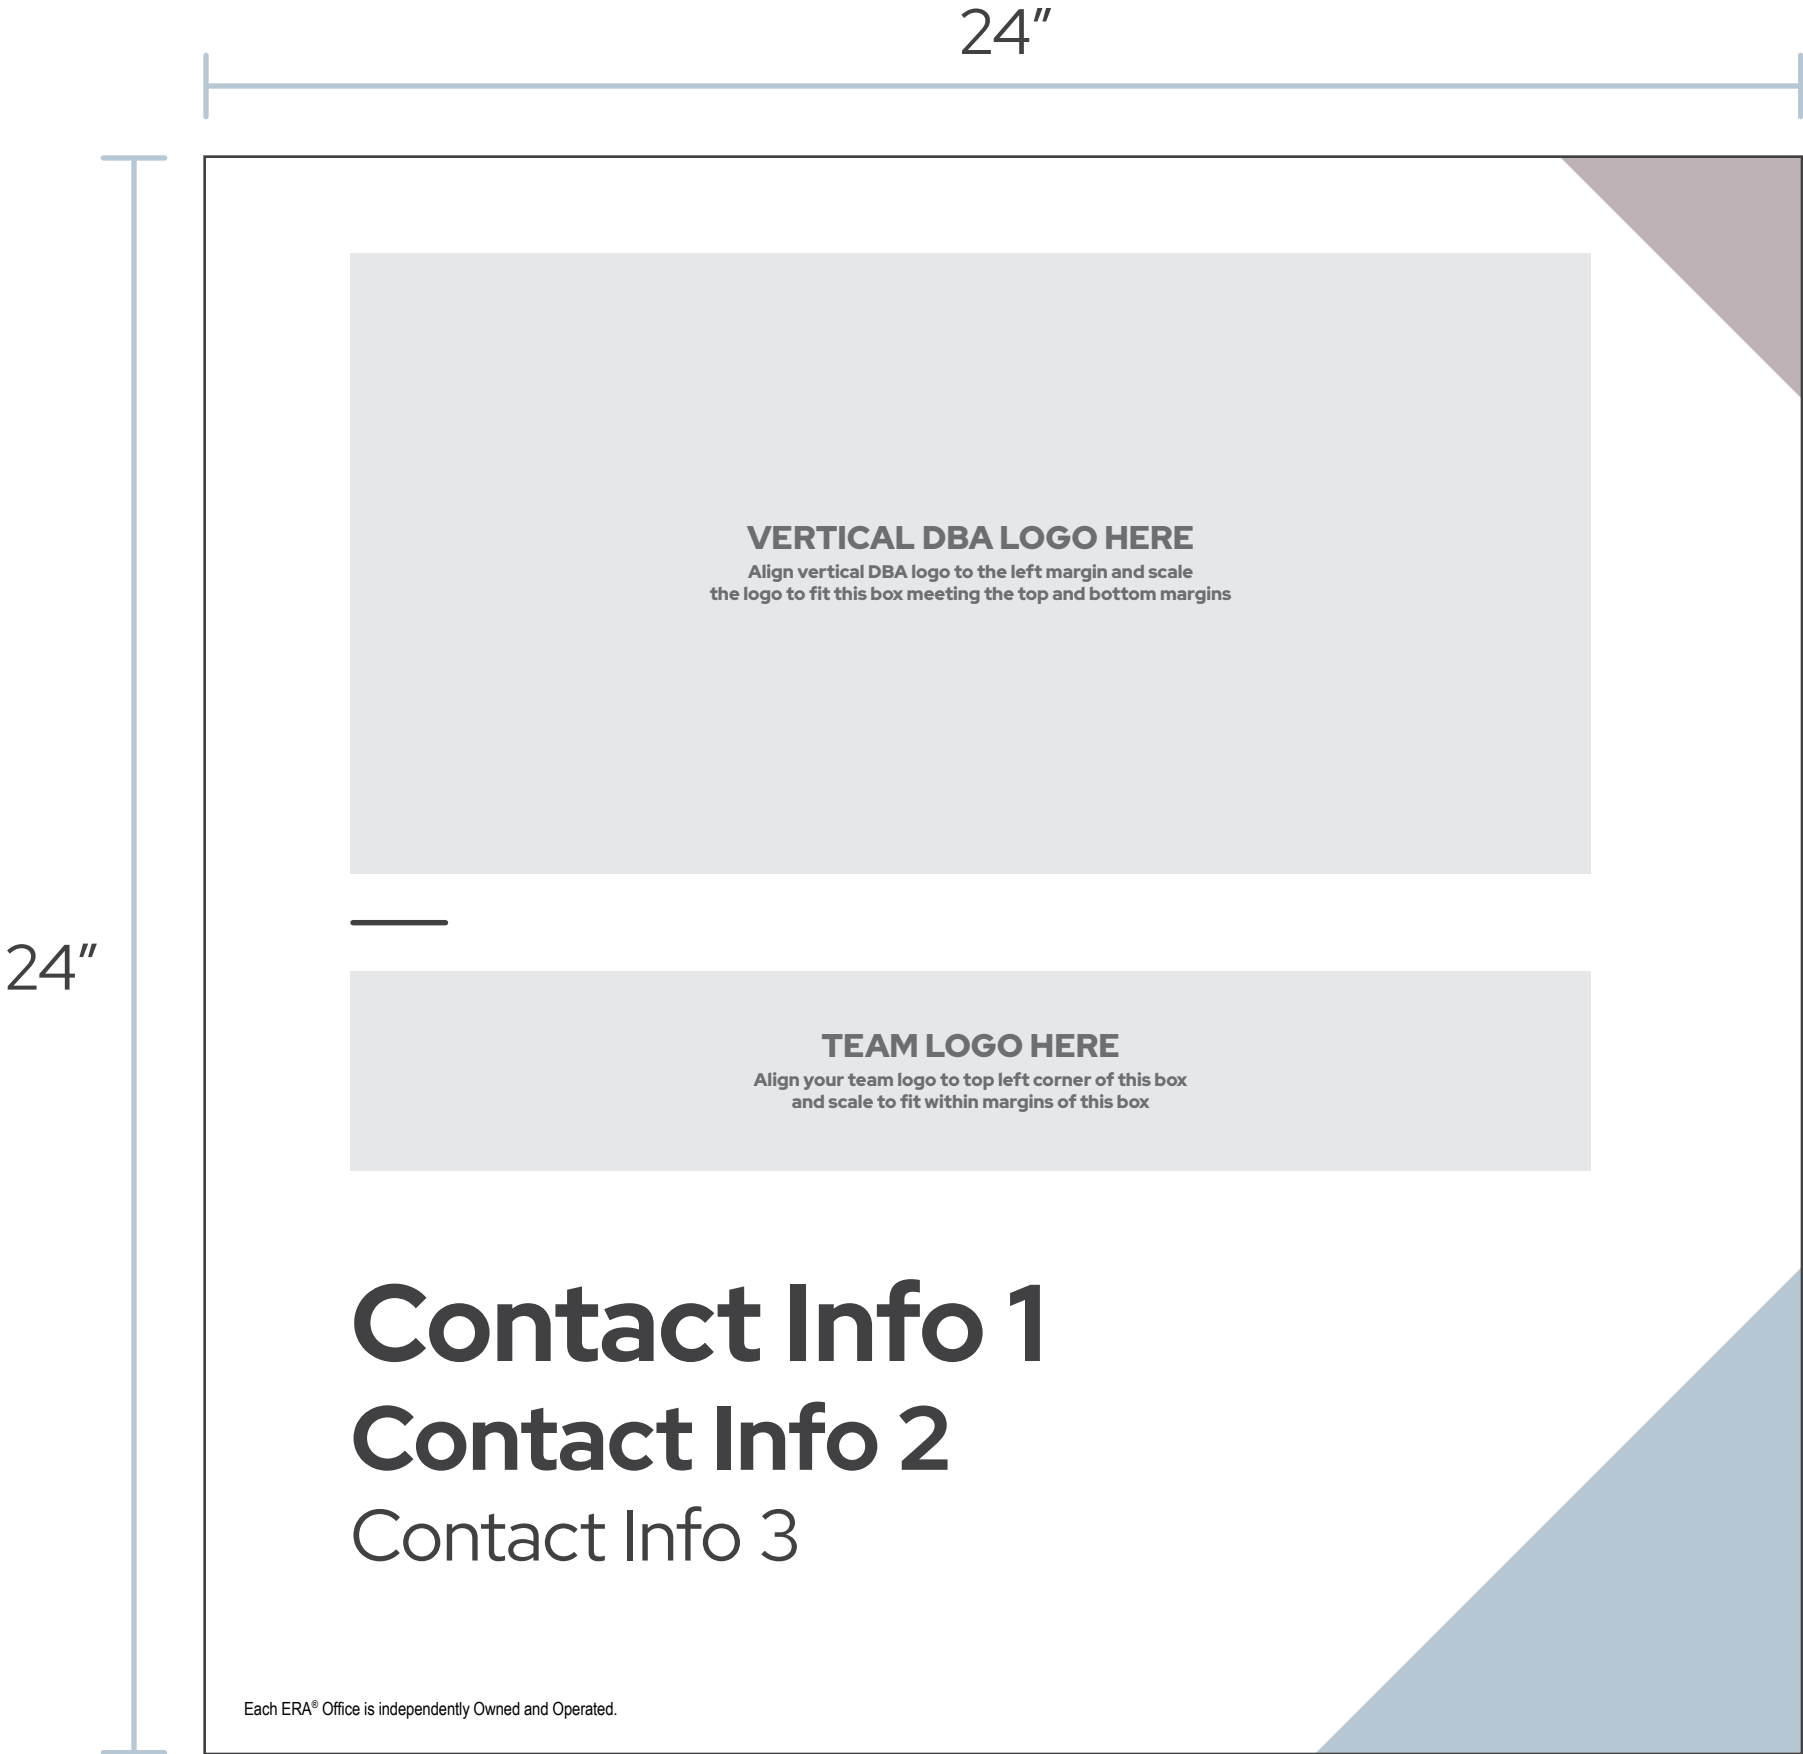 24″
VERTICAL DBA LOGO HERE
Align vertical DBA logo to the left margin and scale
the logo to fit this box meeting the top and bottom margins
24″
TEAM LOGO HERE
Align your team logo to top left corner of this box
and scale to fit within margins of this box
Contact Info 1
Contact Info 2
Contact Info 3
Each ERA® Office is independently Owned and Operated.